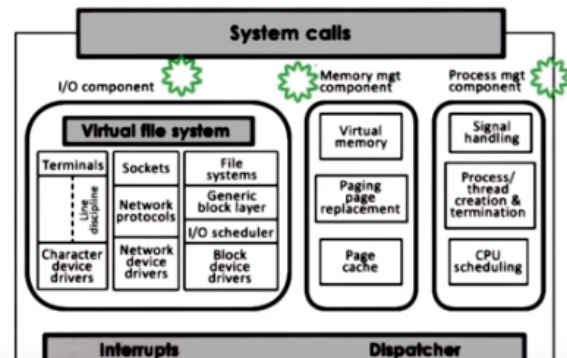 System calls
I/O component
Memory mgt
component
Process mgt
component
Virtual file system
Terminals
Line
discipline
Character
device
drivers
Sockets
Network
protocols
Network
device
drivers
File
systems
Generic
block layer
I/O scheduler
Block
device
drivers
Virtual
memory
Paging
page
replacement
Page
cache
Signal
handling
Process/
thread
creation &
termination
CPU
scheduling
Interrupts
Dispatcher